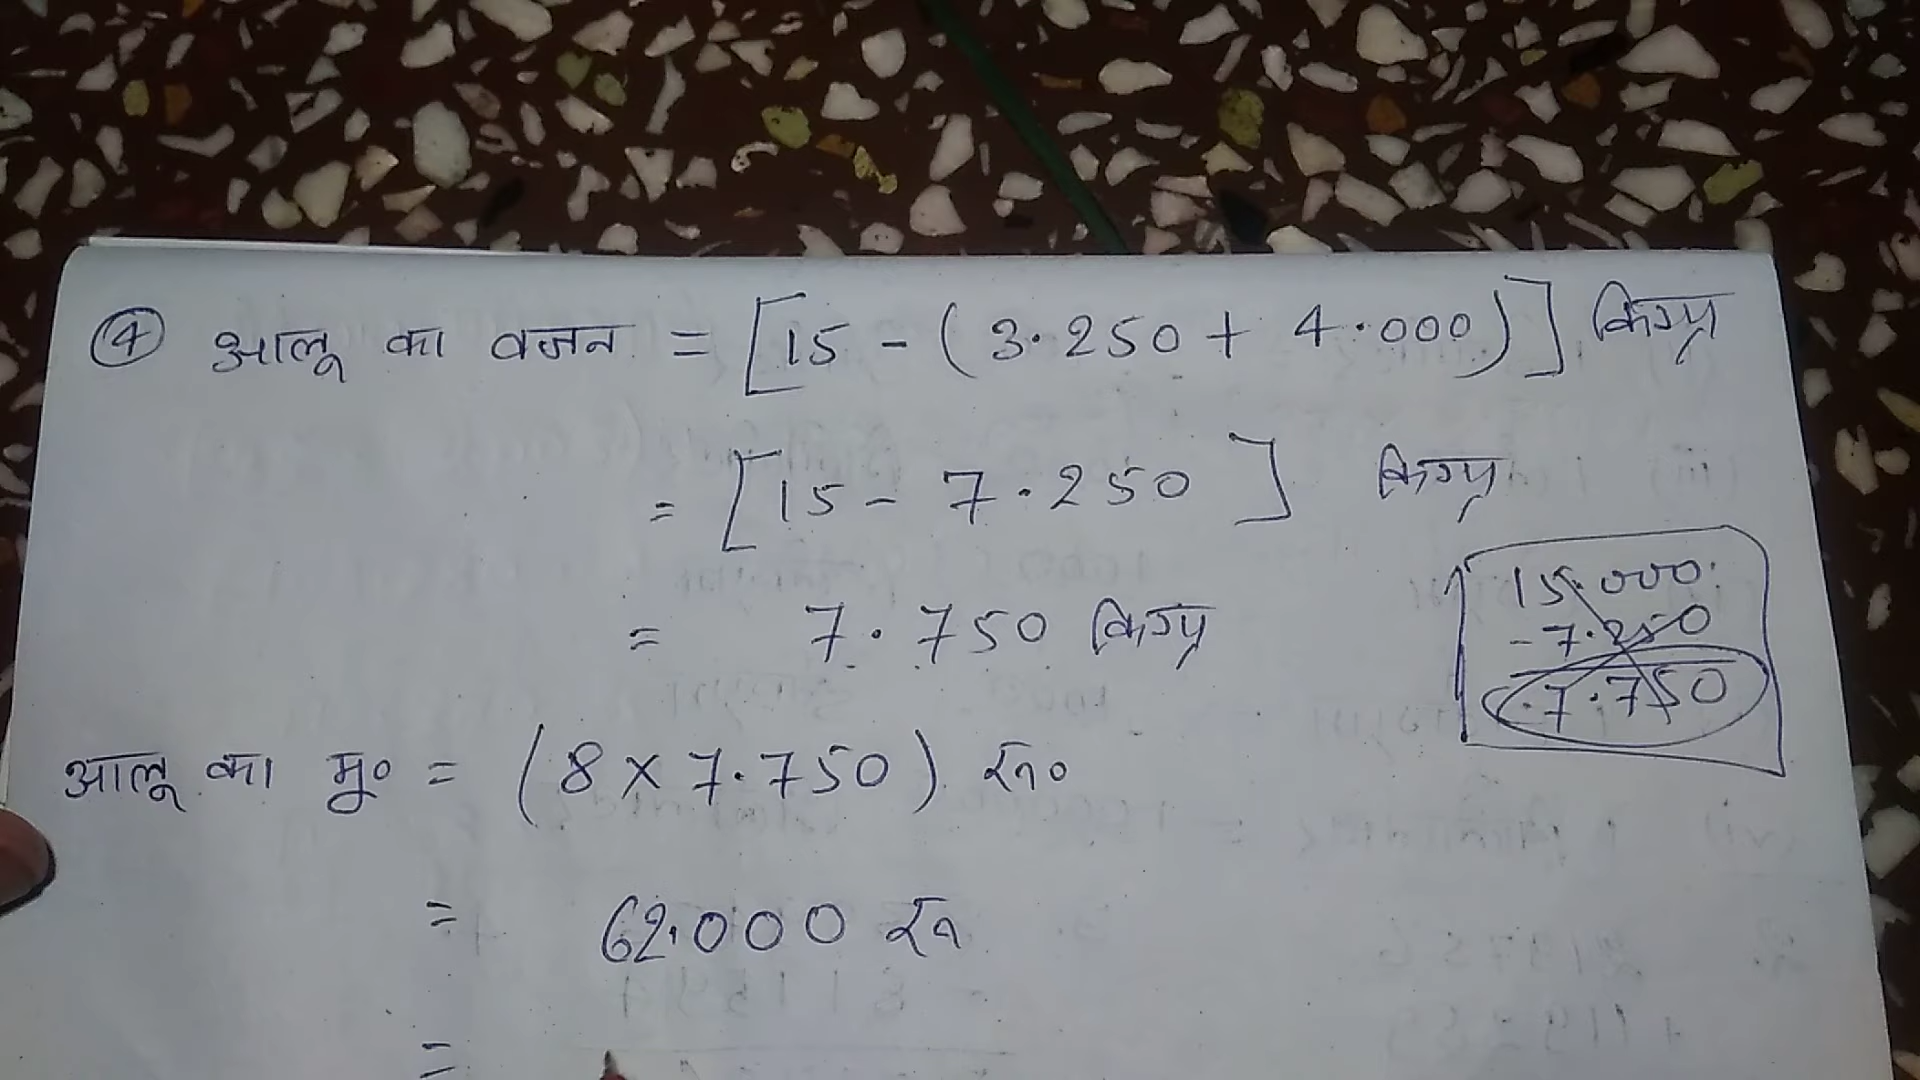 ④ आलू का वजन = [15 - (3.250 + 4.000)] किग्रा
= [15 - 7.250] किग्रा
= 7.750 किग्रा
15.000
- 7.250
7.750
आलू का मू० = (8 × 7.750) रु०
= 62.000 रु
=